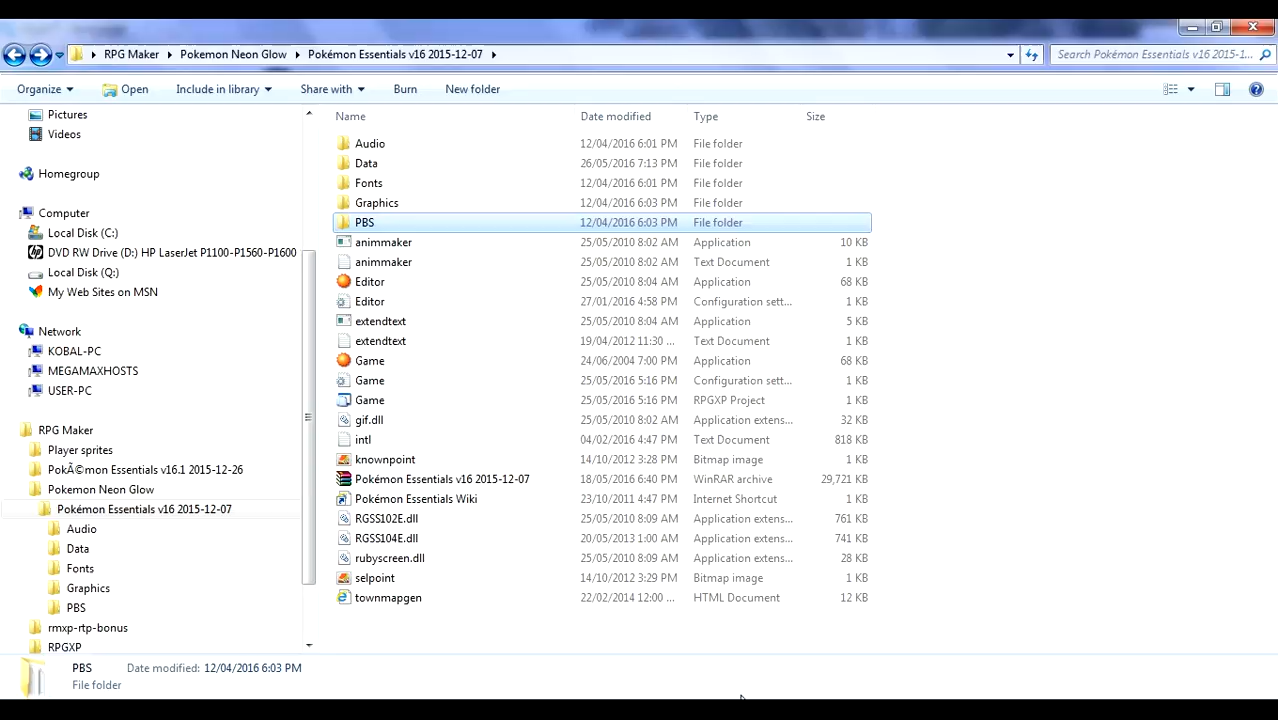 RPG Maker Pokemon Neon Glow Pokémon Essentials v16 2015-12-07 Search Pokémon Essentials v16 2015-1...
Organize Open Include in library Share with Burn New folder
Pictures
Videos
Homegroup
Computer
Local Disk (C:)
DVD RW Drive (D:) HP LaserJet P1100-P1560-P1600
Local Disk (Q:)
My Web Sites on MSN
Network
KOBAL-PC
MEGAMAXHOSTS
USER-PC
RPG Maker
Player sprites
PokÃ©mon Essentials v16.1 2015-12-26
Pokemon Neon Glow
Pokémon Essentials v16 2015-12-07
Audio
Data
Fonts
Graphics
PBS
rmxp-rtp-bonus
RPGXP
Name Date modified Type Size
Audio 12/04/2016 6:01 PM File folder
Data 26/05/2016 7:13 PM File folder
Fonts 12/04/2016 6:01 PM File folder
Graphics 12/04/2016 6:03 PM File folder
PBS 12/04/2016 6:03 PM File folder
animmaker 25/05/2010 8:02 AM Application 10 KB
animmaker 25/05/2010 8:02 AM Text Document 1 KB
Editor 25/05/2010 8:04 AM Application 68 KB
Editor 27/01/2016 4:58 PM Configuration sett... 1 KB
extendtext 25/05/2010 8:04 AM Application 5 KB
extendtext 19/04/2012 11:30 ... Text Document 1 KB
Game 24/06/2004 7:00 PM Application 68 KB
Game 25/05/2016 5:16 PM Configuration sett... 1 KB
Game 25/05/2016 5:16 PM RPGXP Project 1 KB
gif.dll 25/05/2010 8:02 AM Application extens... 32 KB
intl 04/02/2016 4:47 PM Text Document 818 KB
knownpoint 14/10/2012 3:28 PM Bitmap image 1 KB
Pokémon Essentials v16 2015-12-07 18/05/2016 6:40 PM WinRAR archive 29,721 KB
Pokémon Essentials Wiki 23/10/2011 4:47 PM Internet Shortcut 1 KB
RGSS102E.dll 25/05/2010 8:09 AM Application extens... 761 KB
RGSS104E.dll 20/05/2013 1:00 AM Application extens... 741 KB
rubyscreen.dll 25/05/2010 8:09 AM Application extens... 28 KB
selpoint 14/10/2012 3:29 PM Bitmap image 1 KB
townmapgen 22/02/2014 12:00 ... HTML Document 12 KB
PBS Date modified: 12/04/2016 6:03 PM
File folder